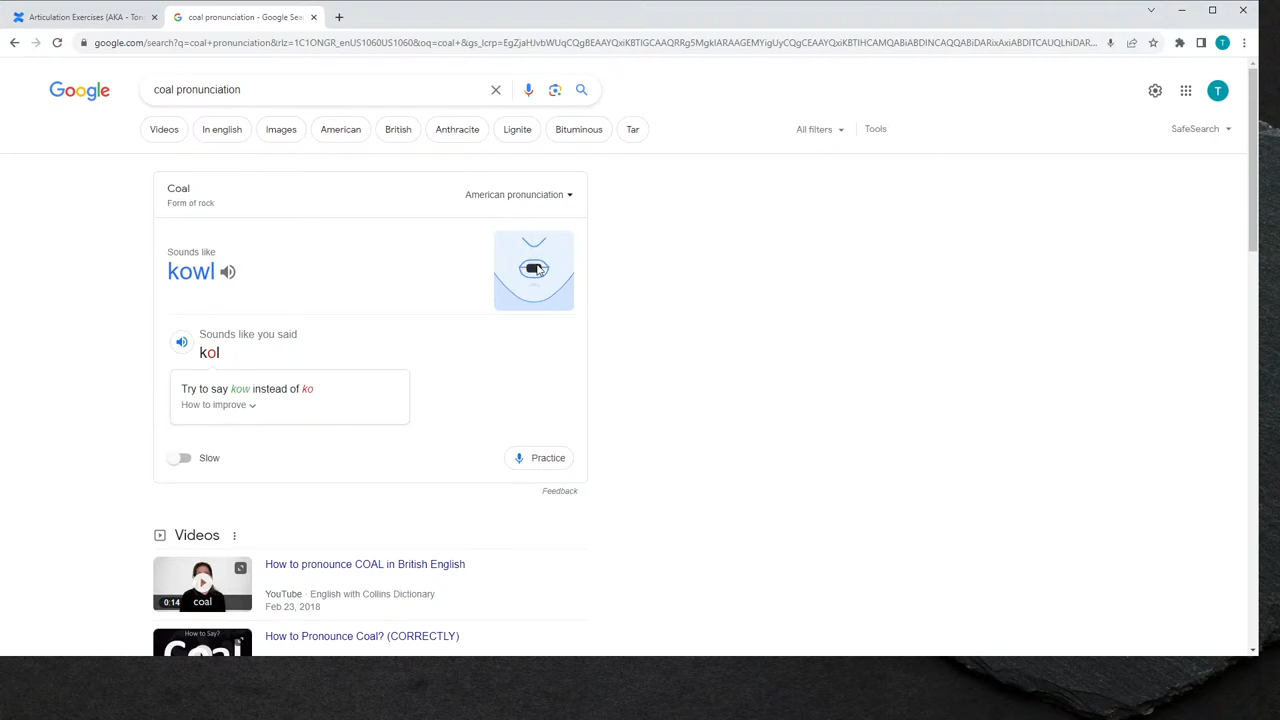 Articulation Exercises (AKA - Ton
coal pronunciation - Google Sea
google.com/search?q=coal+pronunciation&rlz=1C1ONGR_enUS1060US1060&oq=coal+&gs_lcrp=EgZjaHJvbWUqCQgBEAAYQxiKBTIGCAAQRRg5MgkIARAAGEMYigUyCQgCEAAYQxiKBTIHCAMQABiABDINCAQQABiDARixAxiABDITCAUQLhiDAR...
Google
coal pronunciation
T
T
Videos
In english
Images
American
British
Anthracite
Lignite
Bituminous
Tar
All filters
Tools
SafeSearch
Coal
Form of rock
American pronunciation
Sounds like
kowl
Sounds like you said
kol
Try to say kow instead of ko
How to improve
Slow
Practice
Feedback
Videos
How to pronounce COAL in British English
0:14
coal
YouTube · English with Collins Dictionary
Feb 23, 2018
How to Say?
Coal
How to Pronounce Coal? (CORRECTLY)